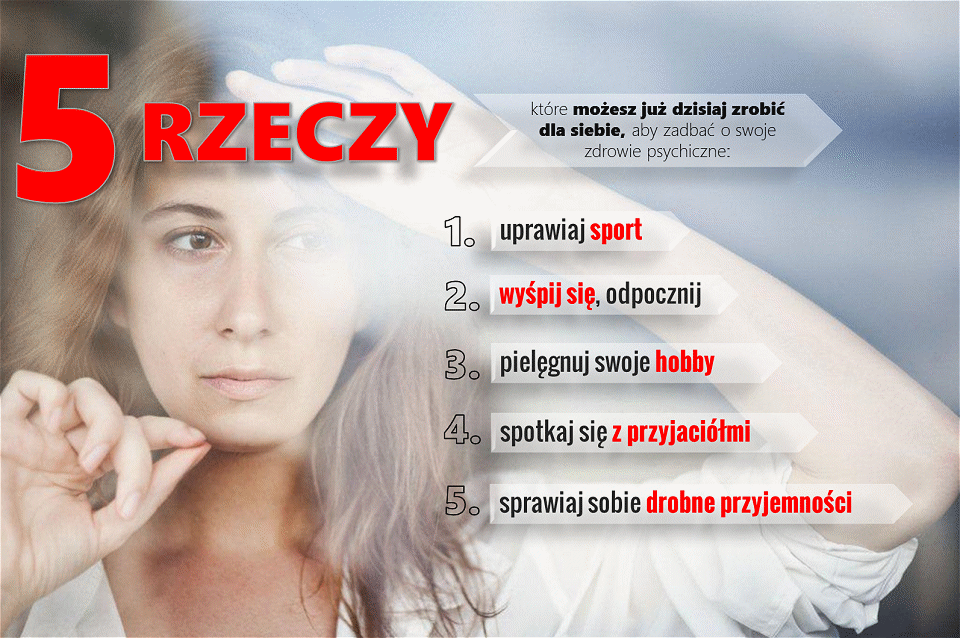 5 RZECZY
które możesz już dzisiaj zrobić
dla siebie, aby zadbać o swoje
zdrowie psychiczne:
1. uprawiaj sport
2. wyśpij się, odpocznij
3. pielęgnuj swoje hobby
4. spotkaj się z przyjaciółmi
5. sprawiaj sobie drobne przyjemności